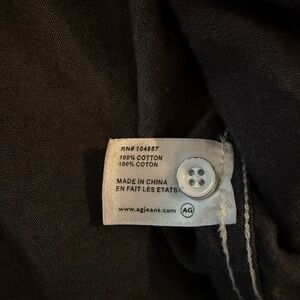 RN# 104857
100% COTTON
100% COTON
MADE IN CHINA
EN FAIT LES ETATS-
www.agjeans.com AG